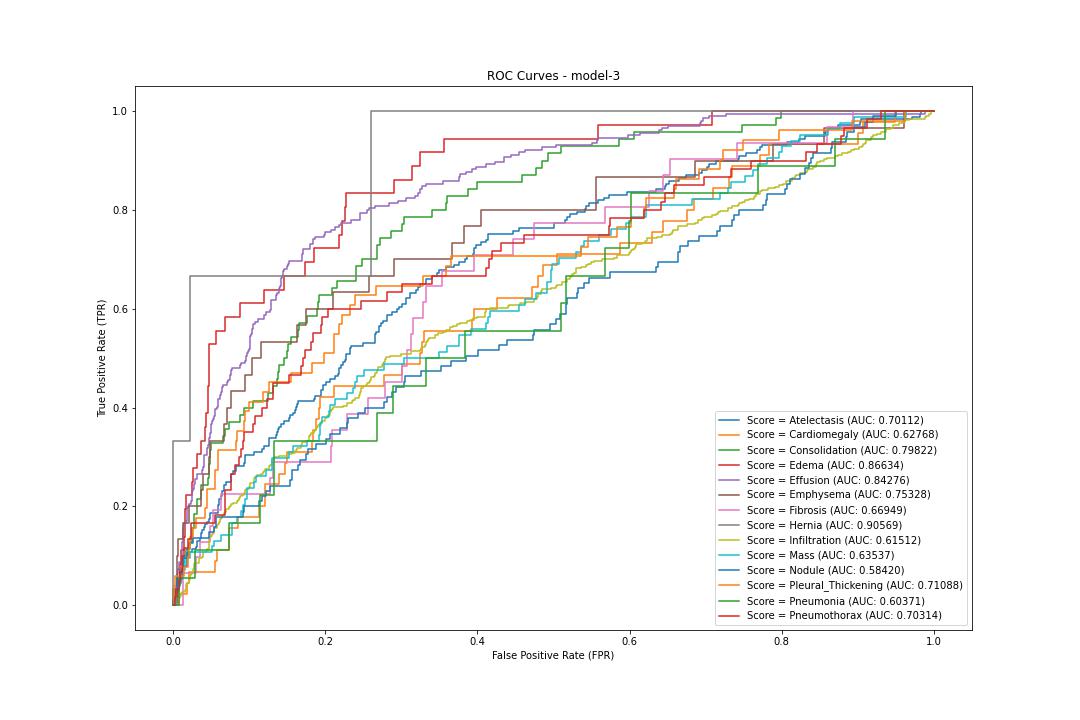 ROC Curves - model-3
1.0
0.8
0.6
0.4
0.2
0.0
True Positive Rate (TPR)
0.0 0.2 0.4 0.6 0.8 1.0
False Positive Rate (FPR)
Score = Atelectasis (AUC: 0.70112)
Score = Cardiomegaly (AUC: 0.62768)
Score = Consolidation (AUC: 0.79822)
Score = Edema (AUC: 0.86634)
Score = Effusion (AUC: 0.84276)
Score = Emphysema (AUC: 0.75328)
Score = Fibrosis (AUC: 0.66949)
Score = Hernia (AUC: 0.90569)
Score = Infiltration (AUC: 0.61512)
Score = Mass (AUC: 0.63537)
Score = Nodule (AUC: 0.58420)
Score = Pleural_Thickening (AUC: 0.71088)
Score = Pneumonia (AUC: 0.60371)
Score = Pneumothorax (AUC: 0.70314)